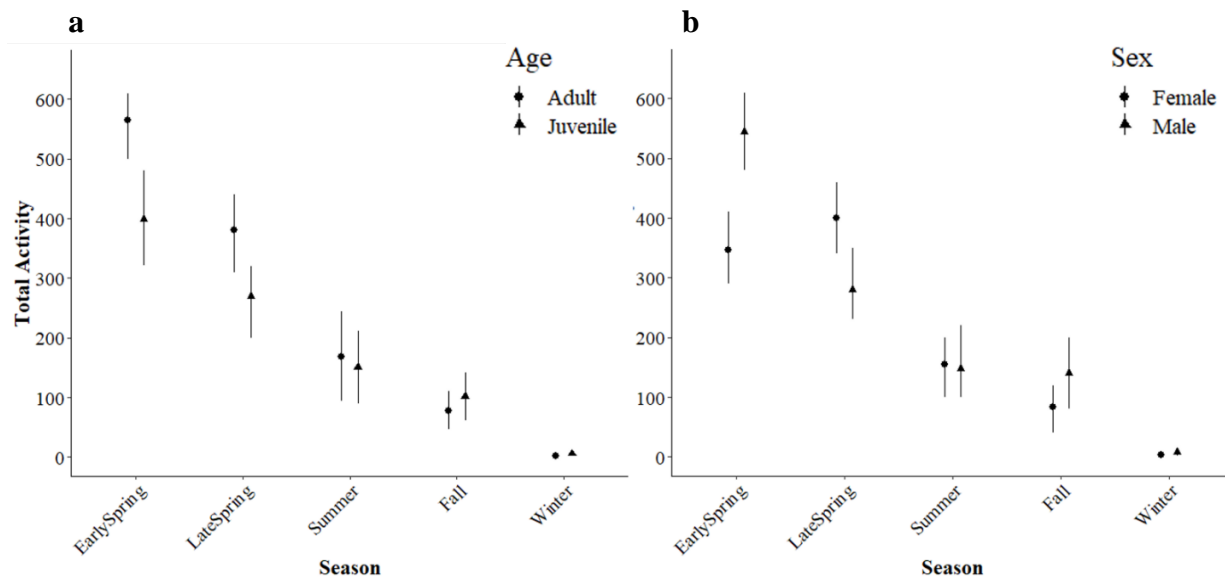 a
Age
Adult
Juvenile
Total Activity
600
500
400
300
200
100
0
EarlySpring
LateSpring
Summer
Fall
Winter
Season
b
Sex
Female
Male
600
500
400
300
200
100
0
EarlySpring
LateSpring
Summer
Fall
Winter
Season